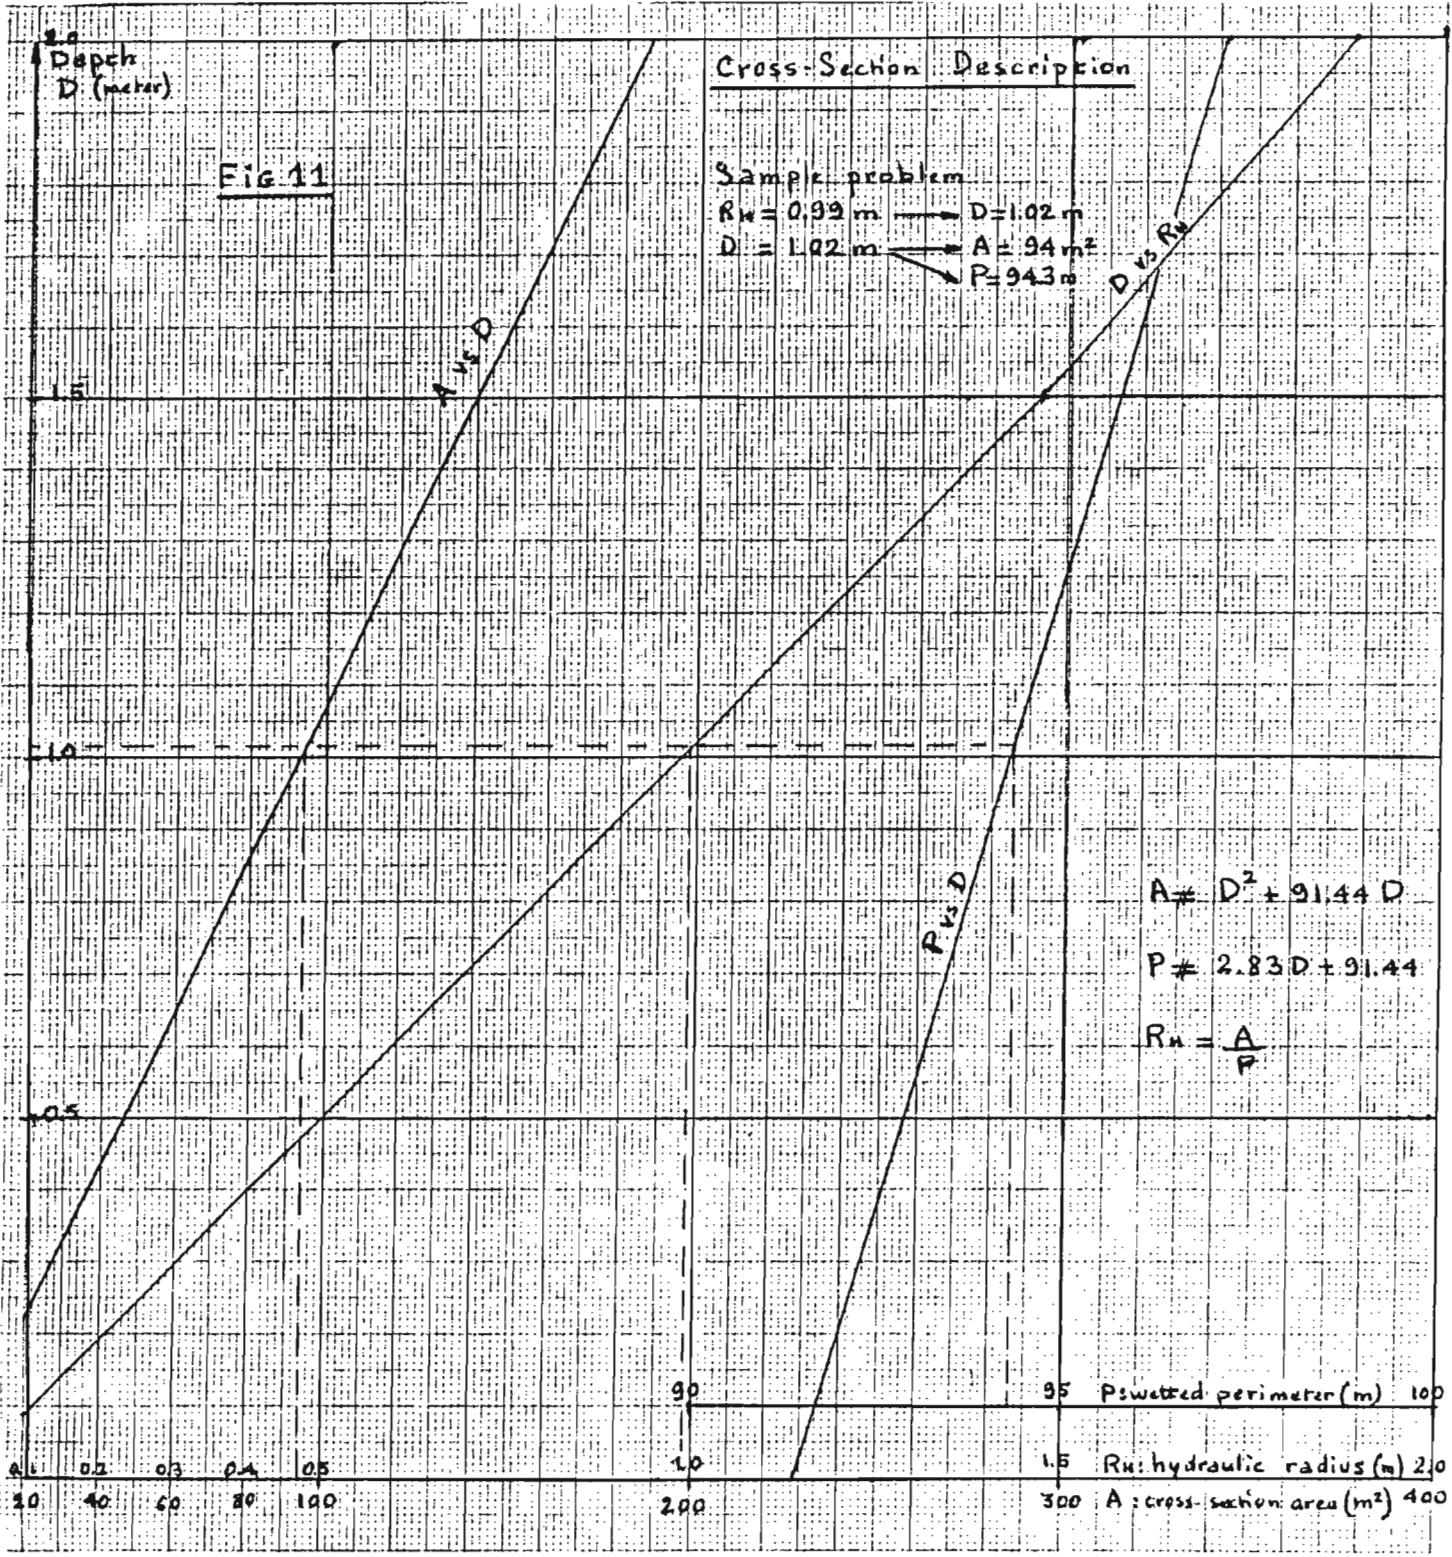 2.0
Depth
D (meter)
Cross-Section Description
Fig 11
Sample problem
RH = 0.99 m → D=1.02 m
D = 1.02 m → A = 94 m²
→ P=94.3 m
D vs RH
A vs D
1.5
1.0
P vs D
A ≠ D² + 91.44 D
P ≠ 2.83 D + 91.44
RH = A/P
0.5
90 95 P:wetted perimeter (m) 100
0.1 0.2 0.3 0.4 0.5 1.0 1.5 RH:hydraulic radius (m) 2.0
20 40 60 80 100 200 300 A : cross-section area (m²) 400